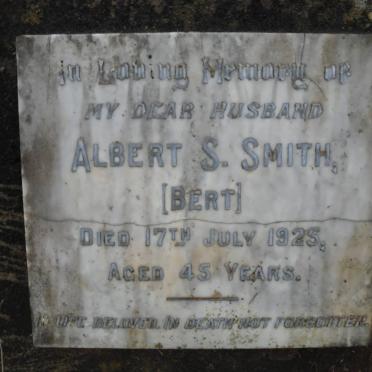 In Loving Memory of
MY DEAR HUSBAND
ALBERT S. SMITH,
[BERT]
DIED 17TH JULY 1925,
AGED 45 YEARS.
IN LIFE BELOVED, IN DEATH NOT FORGOTTEN.